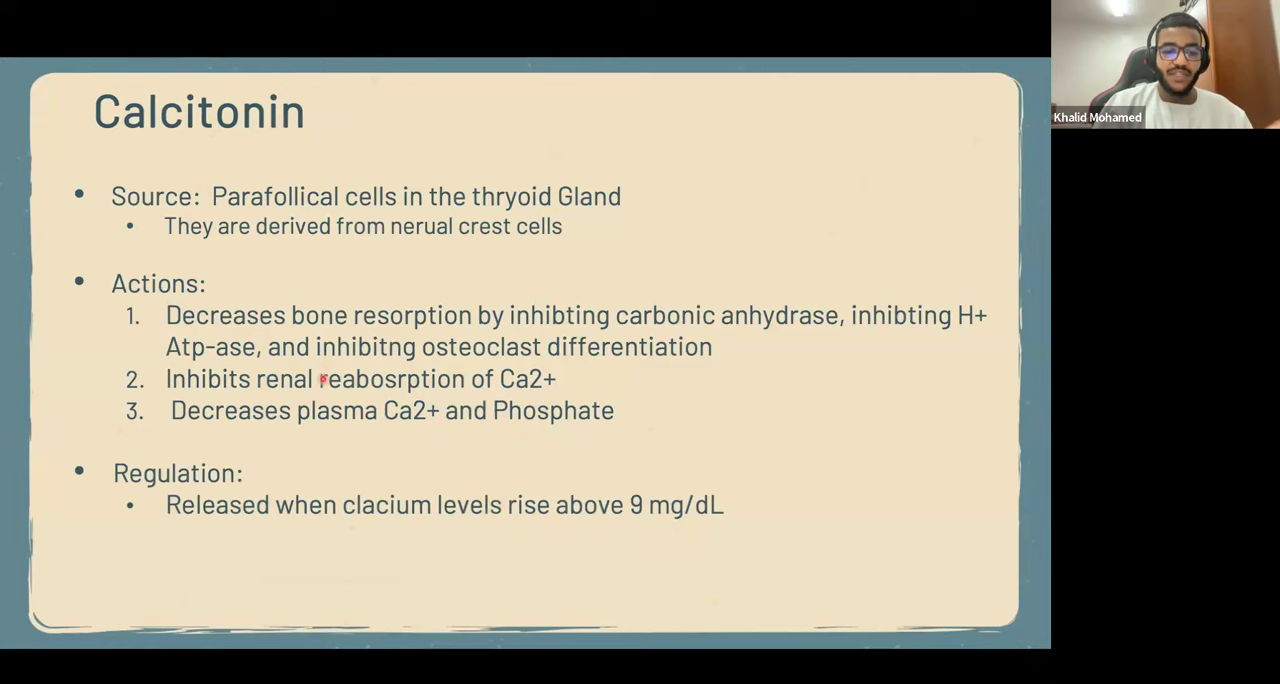 Calcitonin
• Source: Parafollical cells in the thryoid Gland
• They are derived from nerual crest cells
• Actions:
1. Decreases bone resorption by inhibting carbonic anhydrase, inhibting H+
Atp-ase, and inhibitng osteoclast differentiation
2. Inhibits renal reabosrption of Ca2+
3. Decreases plasma Ca2+ and Phosphate
• Regulation:
• Released when clacium levels rise above 9 mg/dL
Khalid Mohamed